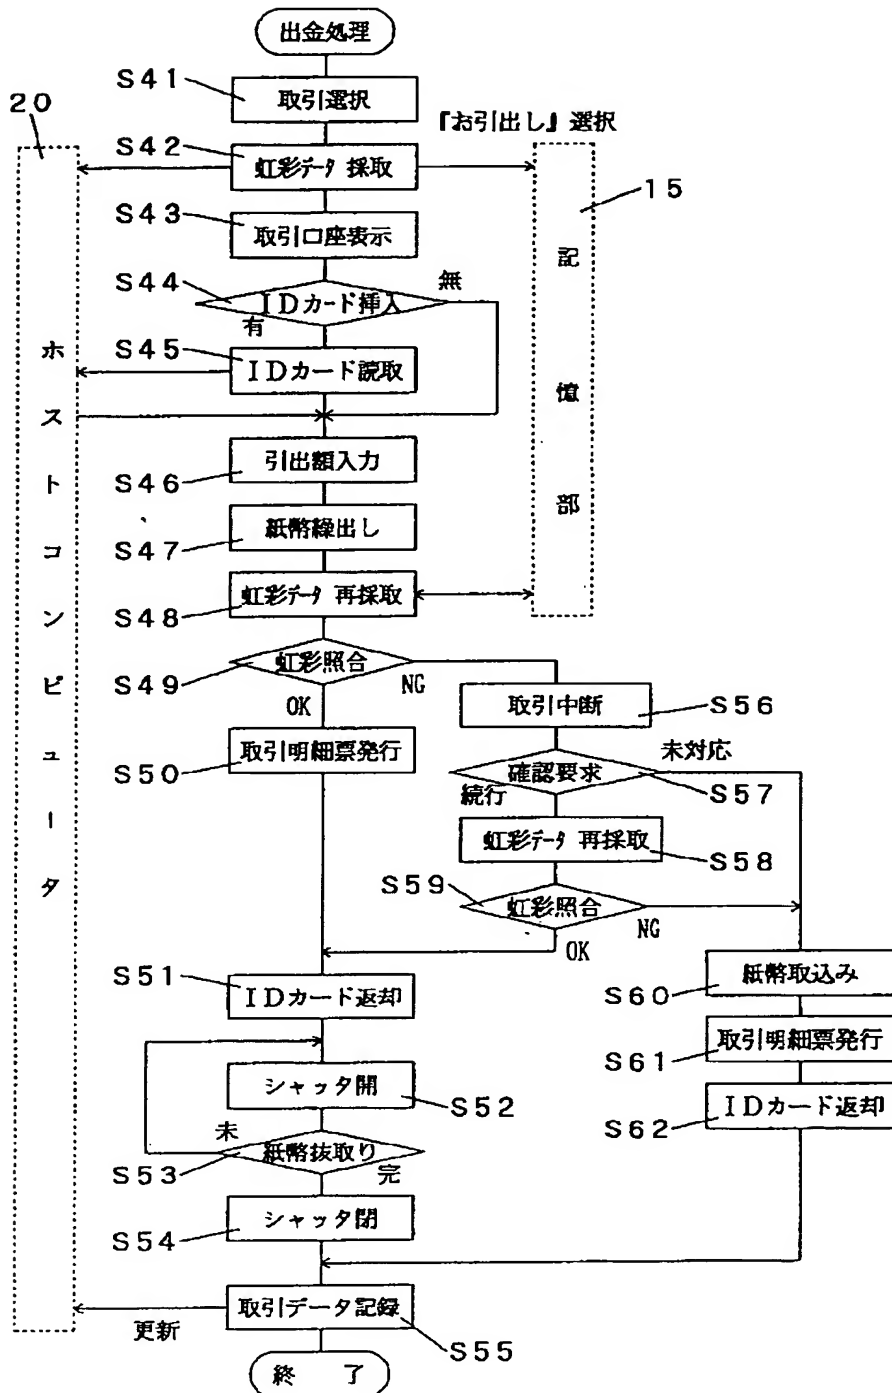 出金処理
S41
取引選択
20
『お引出し』選択
S42
虹彩データ 採取
15
S43
取引口座表示
記憶部
S44
IDカード挿入
無
有
S45
IDカード読取
ホストコンピュータ
引出額入力
S46
紙幣繰出し
S47
虹彩データ 再採取
S48
虹彩照合
S49
NG
OK
取引中断
S56
取引明細票発行
S50
未対応
確認要求
S57
続行
虹彩データ 再採取
S58
S59
虹彩照合
NG
OK
S51
IDカード返却
紙幣取込み
S60
取引明細票発行
S61
シャッタ開
S52
IDカード返却
S62
未
紙幣抜取り
S53
完
シャッタ閉
S54
取引データ記録
更新
S55
終 了